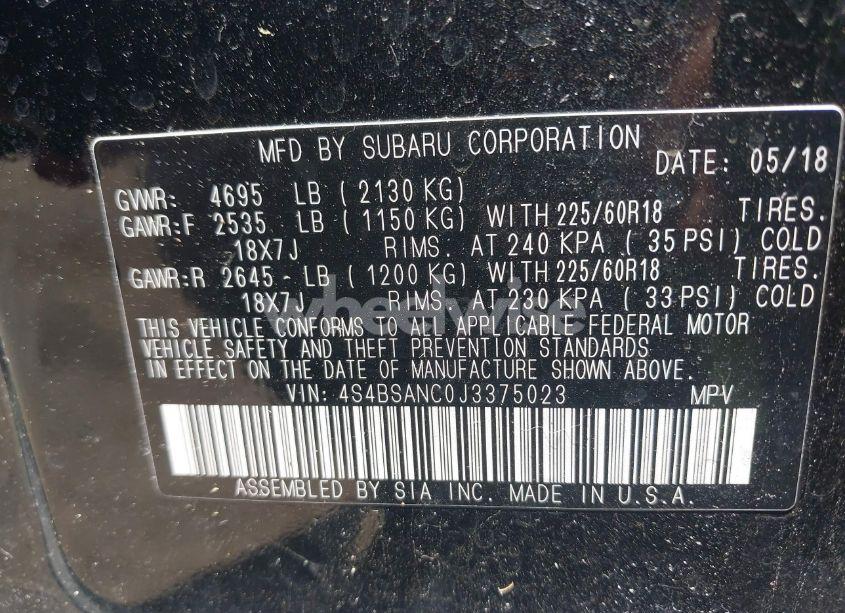 MFD BY SUBARU CORPORATION
DATE: 05/18
GVWR: 4695 LB ( 2130 KG)
GAWR:F 2535 LB ( 1150 KG) WITH 225/60R18 TIRES.
18X7J RIMS. AT 240 KPA ( 35 PSI) COLD
GAWR:R 2645 LB ( 1200 KG) WITH 225/60R18 TIRES.
18X7J RIMS. AT 230 KPA ( 33 PSI) COLD
wheelwise
THIS VEHICLE CONFORMS TO ALL APPLICABLE FEDERAL MOTOR
VEHICLE SAFETY AND THEFT PREVENTION STANDARDS
IN EFFECT ON THE DATE OF MANUFACTURE SHOWN ABOVE.
VIN: 4S4BSANC0J3375023 MPV
ASSEMBLED BY SIA INC. MADE IN U.S.A.